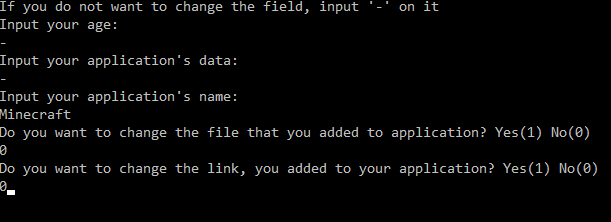 If you do not want to change the field, input '-' on it
Input your age:
-
Input your application's data:
-
Input your application's name:
Minecraft
Do you want to change the file that you added to application? Yes(1) No(0)
0
Do you want to change the link, you added to your application? Yes(1) No(0)
0